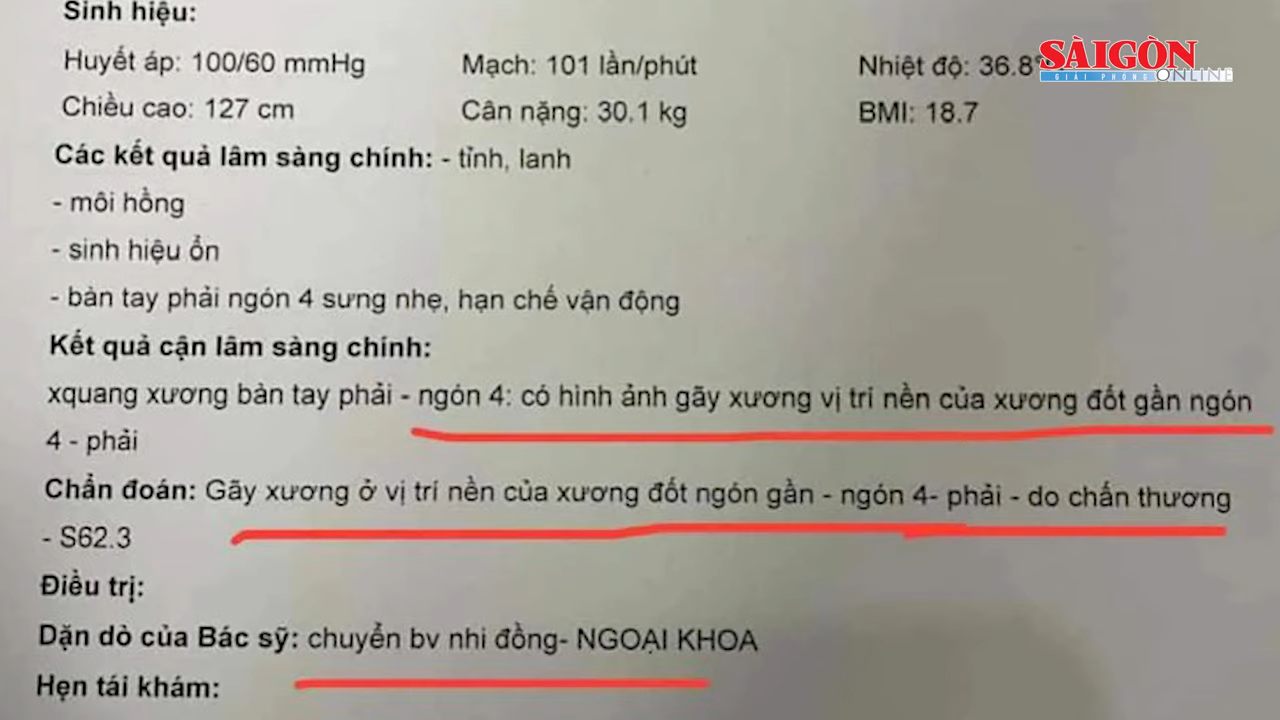 Sinh hiệu:
SÀIGÒN
GIẢI PHÓNG ONLINE
Huyết áp: 100/60 mmHg Mạch: 101 lần/phút Nhiệt độ: 36.8°
Chiều cao: 127 cm Cân nặng: 30.1 kg BMI: 18.7
Các kết quả lâm sàng chính: - tỉnh, lanh
- môi hồng
- sinh hiệu ổn
- bàn tay phải ngón 4 sưng nhẹ, hạn chế vận động
Kết quả cận lâm sàng chính:
xquang xương bàn tay phải - ngón 4: có hình ảnh gãy xương vị trí nền của xương đốt gần ngón
4 - phải
Chẩn đoán: Gãy xương ở vị trí nền của xương đốt ngón gần - ngón 4- phải - do chấn thương
- S62.3
Điều trị:
Dặn dò của Bác sỹ: chuyển bv nhi đồng- NGOẠI KHOA
Hẹn tái khám: